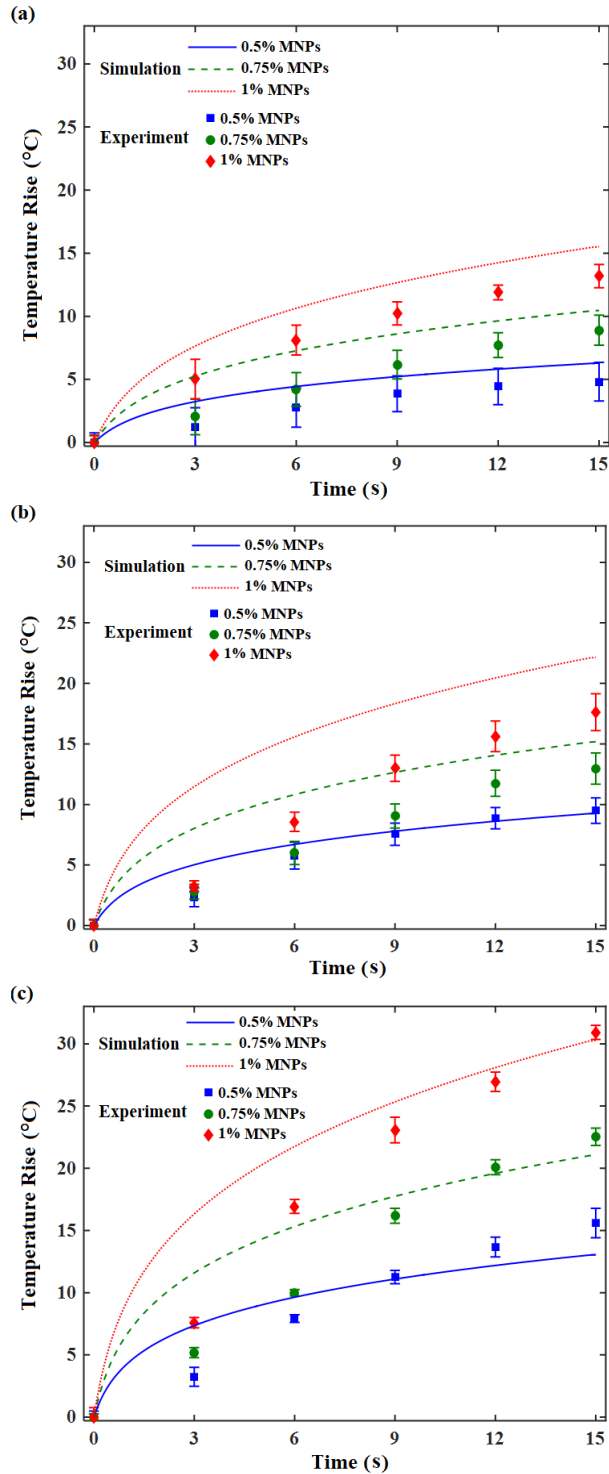 (a)
Temperature Rise (°C)
30
25
20
15
10
5
0
Simulation
0.5% MNPs
0.75% MNPs
1% MNPs
Experiment
0.5% MNPs
0.75% MNPs
1% MNPs
0 3 6 9 12 15
Time (s)
(b)
Temperature Rise (°C)
30
25
20
15
10
5
0
Simulation
0.5% MNPs
0.75% MNPs
1% MNPs
Experiment
0.5% MNPs
0.75% MNPs
1% MNPs
0 3 6 9 12 15
Time (s)
(c)
Temperature Rise (°C)
30
25
20
15
10
5
0
Simulation
0.5% MNPs
0.75% MNPs
1% MNPs
Experiment
0.5% MNPs
0.75% MNPs
1% MNPs
0 3 6 9 12 15
Time (s)